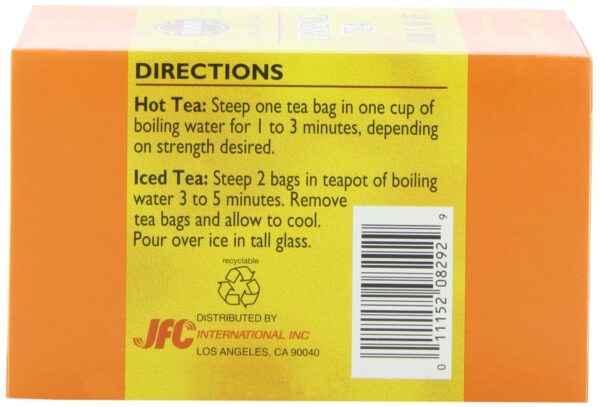 GINSENG
TEA
DIRECTIONS
Hot Tea: Steep one tea bag in one cup of
boiling water for 1 to 3 minutes, depending
on strength desired.
Iced Tea: Steep 2 bags in teapot of boiling
water 3 to 5 minutes. Remove
tea bags and allow to cool.
Pour over ice in tall glass.
recyclable
DISTRIBUTED BY
JFC INTERNATIONAL INC
LOS ANGELES, CA 90040
0 11152 08292 9